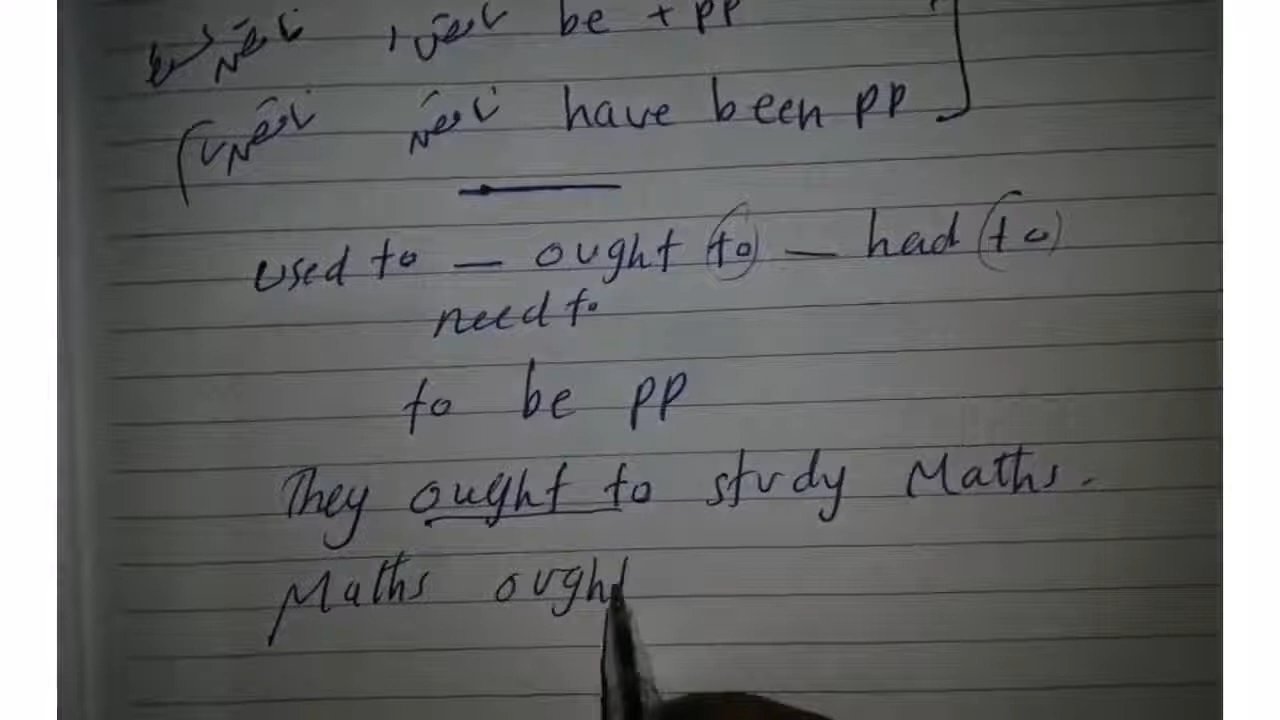 be + pp
have been pp
used to — ought (to) — had (to)
need to
to be pp
They ought to study Maths.
Maths ought